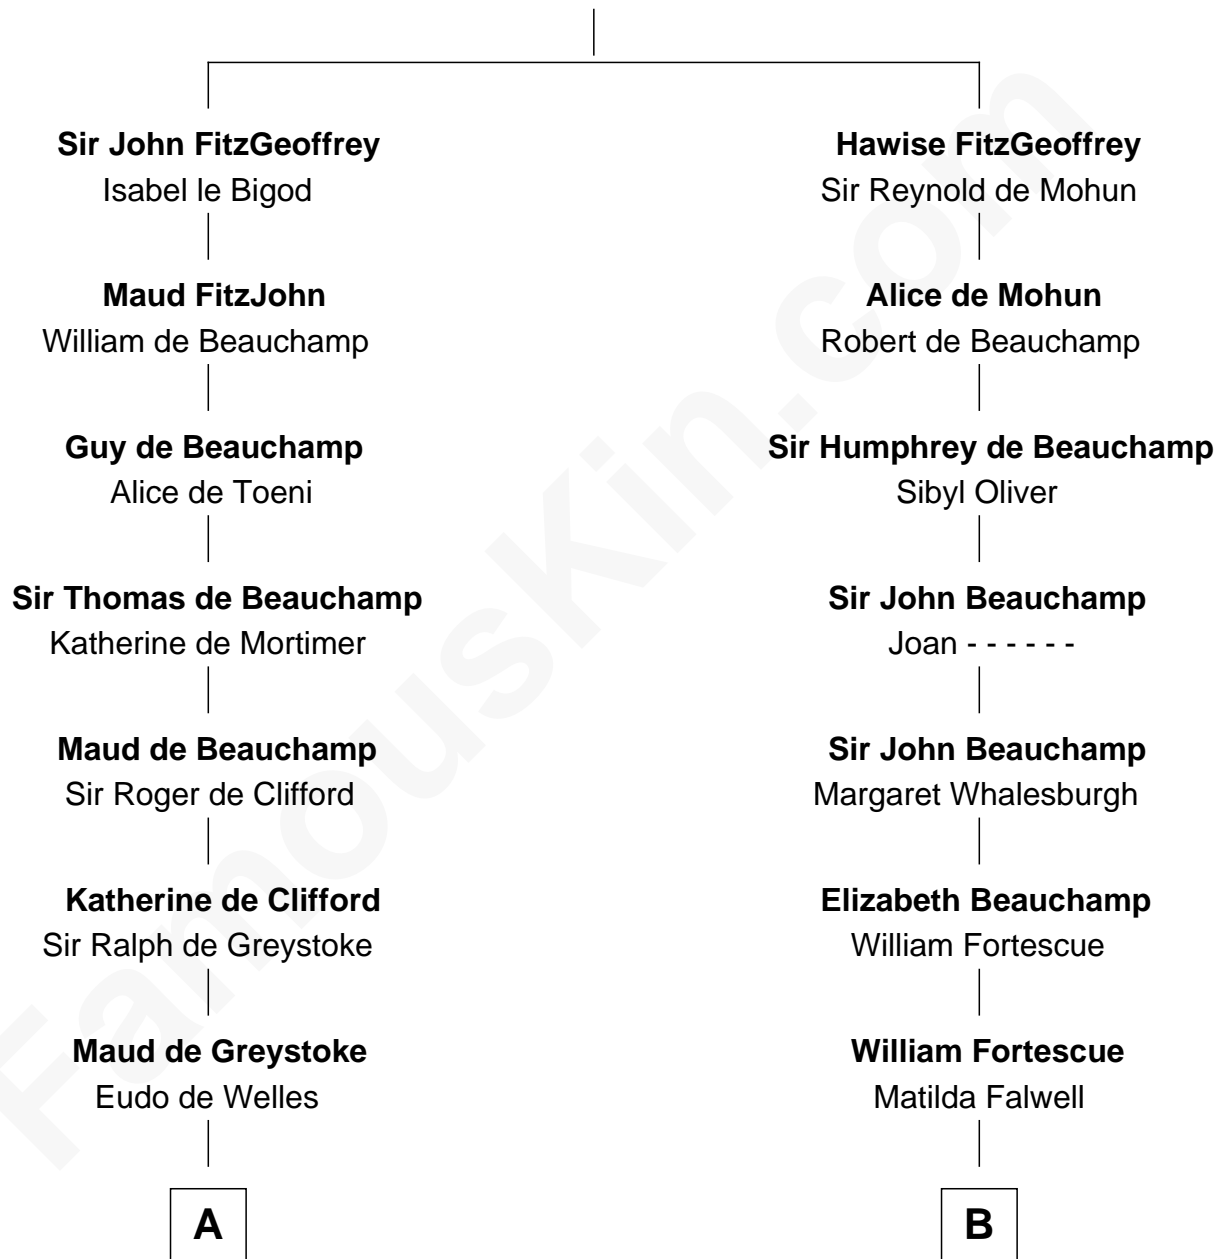 Sir John FitzGeoffrey
Isabel le Bigod
Maud FitzJohn
William de Beauchamp
Guy de Beauchamp
Alice de Toeni
Sir Thomas de Beauchamp
Katherine de Mortimer
Maud de Beauchamp
Sir Roger de Clifford
Katherine de Clifford
Sir Ralph de Greystoke
Maud de Greystoke
Eudo de Welles
A
Hawise FitzGeoffrey
Sir Reynold de Mohun
Alice de Mohun
Robert de Beauchamp
Sir Humphrey de Beauchamp
Sibyl Oliver
Sir John Beauchamp
Joan - - - - - -
Sir John Beauchamp
Margaret Whalesburgh
Elizabeth Beauchamp
William Fortescue
William Fortescue
Matilda Falwell
B
FamousKin.com